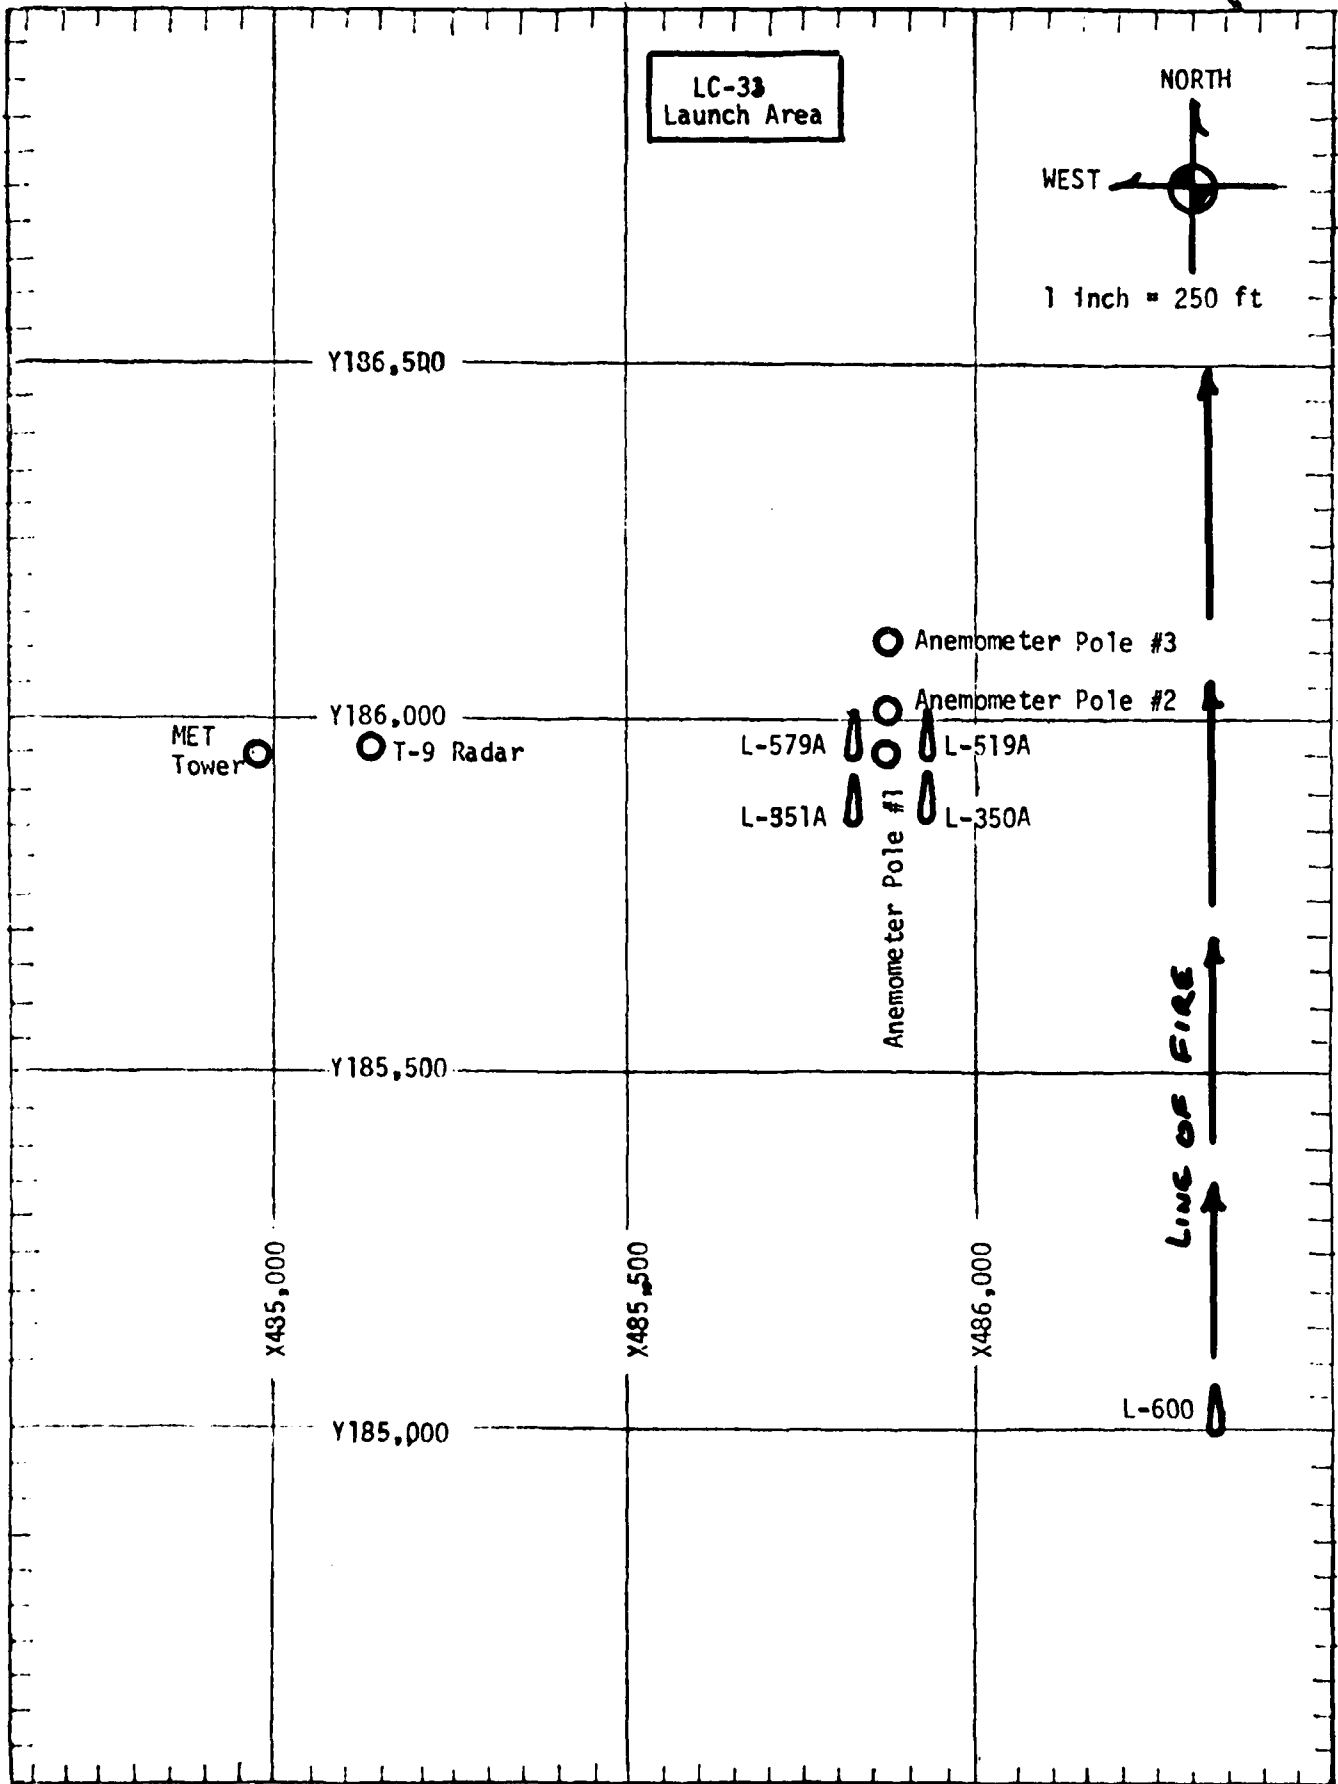 LC-33
Launch Area
NORTH
WEST
1 inch = 250 ft
Y186,500
Anemometer Pole #3
Y186,000
Anemometer Pole #2
MET
Tower
T-9 Radar
L-579A
L-519A
L-351A
L-350A
Anemometer Pole #1
LINE OF FIRE
Y185,500
X485,000
X485,500
X486,000
L-600
Y185,000